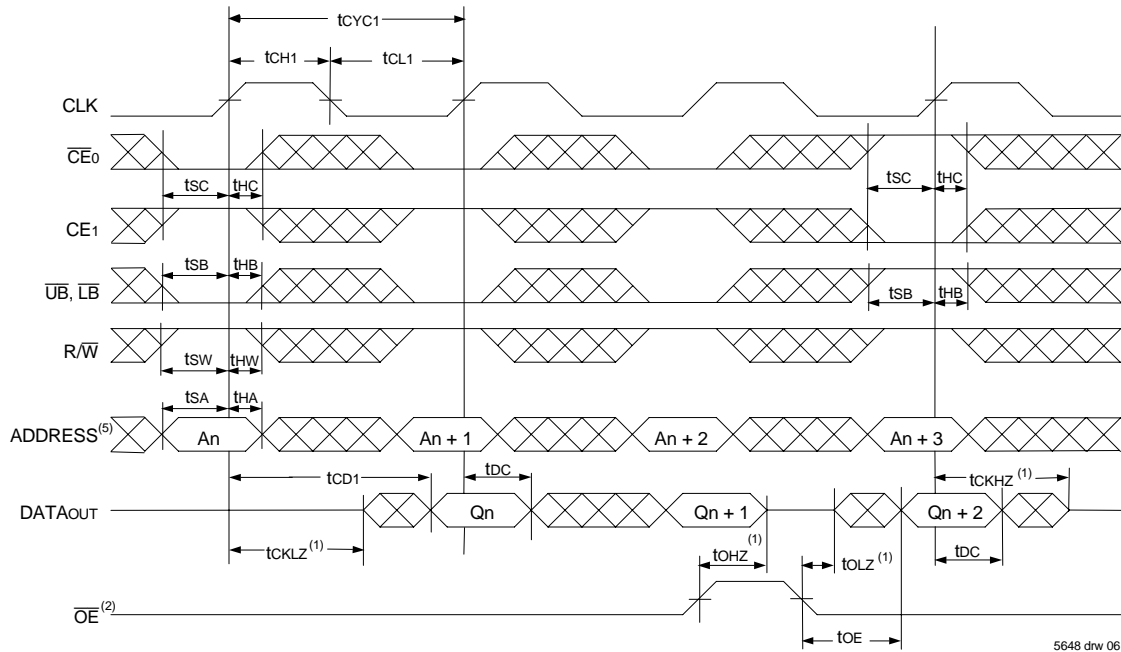 tCYC1
tCH1 tCL1
CLK
CE0
tSC tHC tSC tHC
CE1
tSB tHB
UB, LB
tSB tHB
R/W
tSW tHW
tSA tHA
ADDRESS(5) An An + 1 An + 2 An + 3
tCD1 tDC tCKHZ(1)
DATAOUT Qn Qn + 1 Qn + 2
tCKLZ(1) tOHZ(1) tOLZ(1) tDC
OE(2)
tOE
5648 drw 06